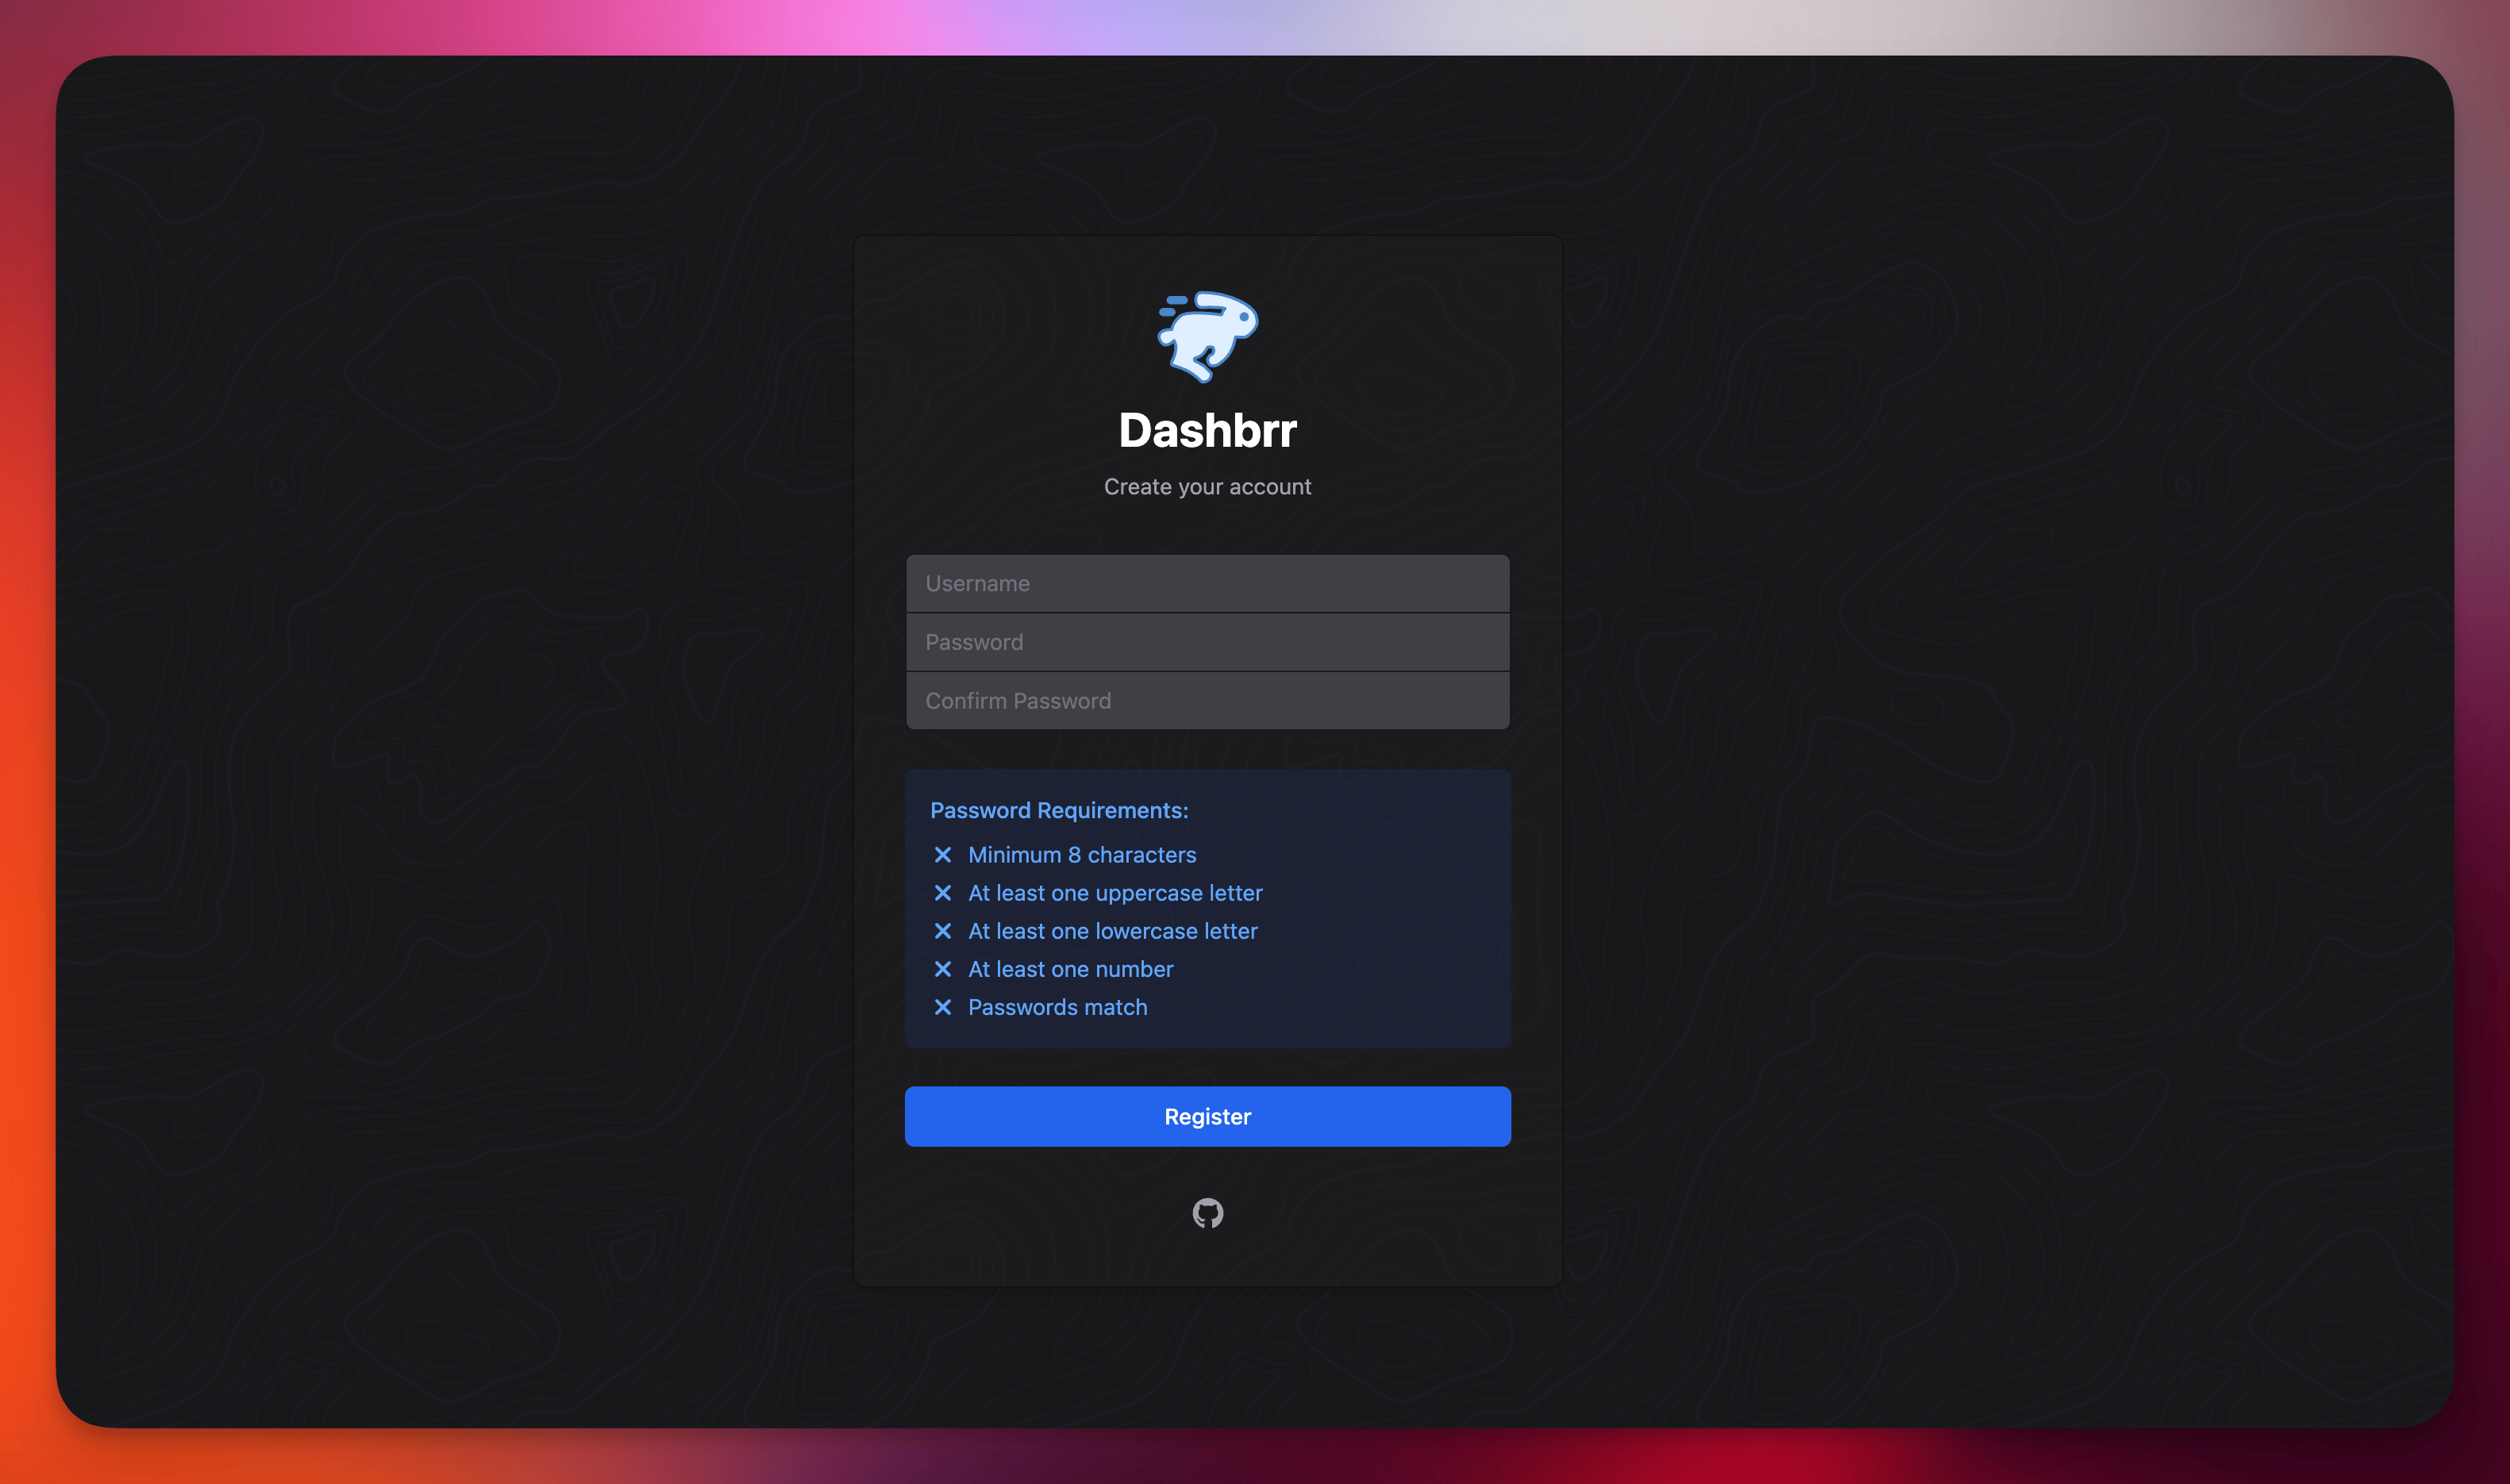 Dashbrr
Create your account
Username
Password
Confirm Password
Password Requirements:
Minimum 8 characters
At least one uppercase letter
At least one lowercase letter
At least one number
Passwords match
Register